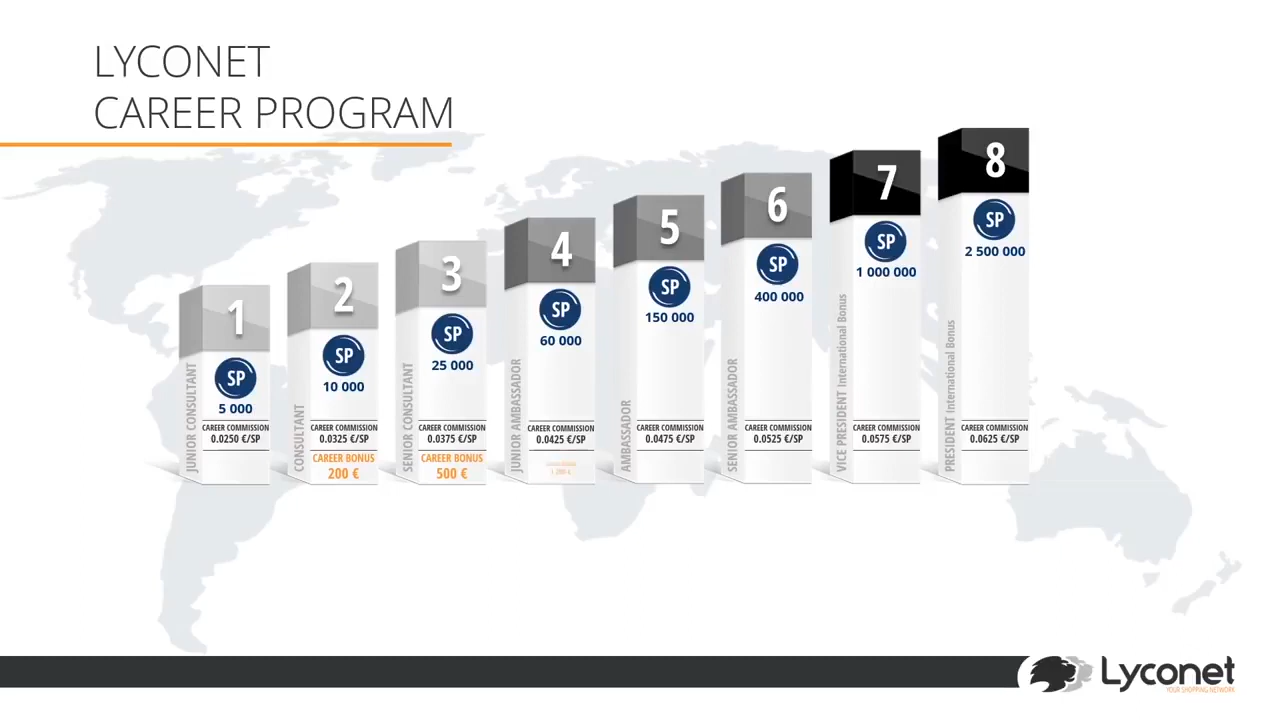 LYCONET
CAREER PROGRAM
1
SP
5 000
JUNIOR CONSULTANT
CAREER COMMISSION
0.0250 €/SP
2
SP
10 000
CONSULTANT
CAREER COMMISSION
0.0325 €/SP
CAREER BONUS
200 €
3
SP
25 000
SENIOR CONSULTANT
CAREER COMMISSION
0.0375 €/SP
CAREER BONUS
500 €
4
SP
60 000
JUNIOR AMBASSADOR
CAREER COMMISSION
0.0425 €/SP
5
SP
150 000
AMBASSADOR
CAREER COMMISSION
0.0475 €/SP
6
SP
400 000
SENIOR AMBASSADOR
CAREER COMMISSION
0.0525 €/SP
7
SP
1 000 000
VICE PRESIDENT International Bonus
CAREER COMMISSION
0.0575 €/SP
8
SP
2 500 000
PRESIDENT International Bonus
CAREER COMMISSION
0.0625 €/SP
Lyconet
YOUR SHOPPING NETWORK